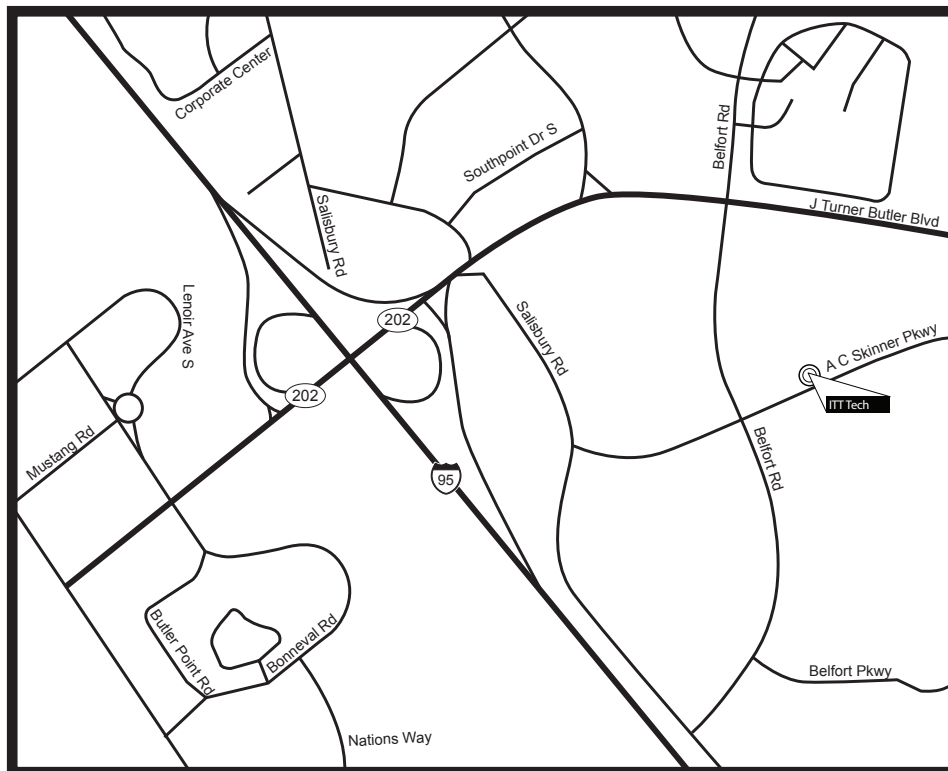 Corporate Center
Southpoint Dr S
Belfort Rd
Salisbury Rd
J Turner Butler Blvd
Lenoir Ave S
202
Salisbury Rd
A C Skinner Pkwy
202
ITT Tech
Mustang Rd
Belfort Rd
95
Butler Point Rd
Bonneval Rd
Belfort Pkwy
Nations Way